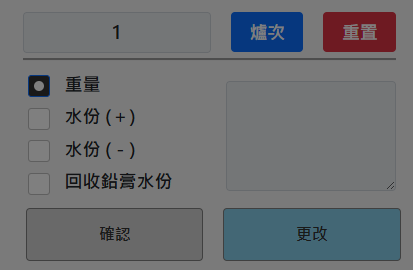 1 爐次 重置
重量
水份(+)
水份(-)
回收鉛膏水份
確認 更改